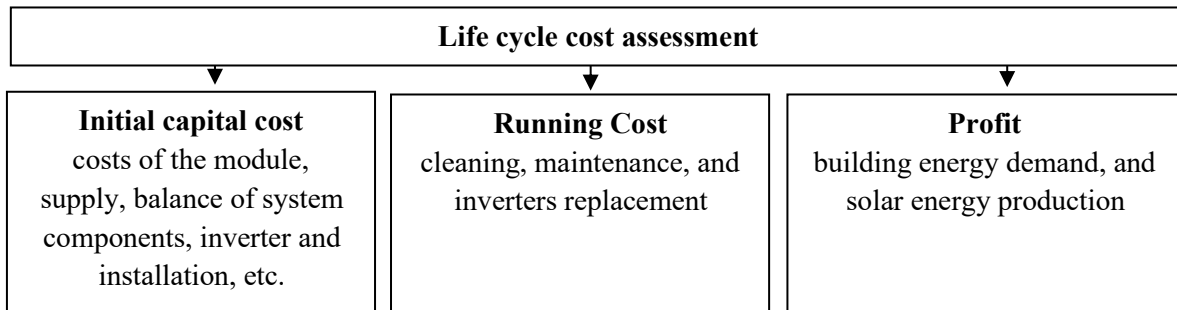 Life cycle cost assessment
Initial capital cost
costs of the module,
supply, balance of system
components, inverter and
installation, etc.
Running Cost
cleaning, maintenance, and
inverters replacement
Profit
building energy demand, and
solar energy production